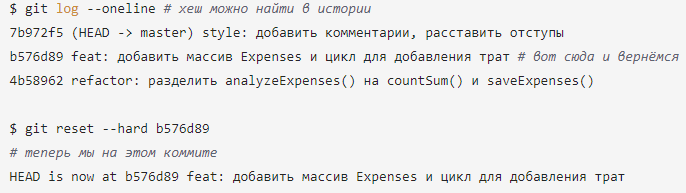 $ git log --oneline # хеш можно найти в истории
7b972f5 (HEAD -> master) style: добавить комментарии, расставить отступы
b576d89 feat: добавить массив Expenses и цикл для добавления трат # вот сюда и вернёмся
4b58962 refactor: разделить analyzeExpenses() на countSum() и saveExpenses()
$ git reset --hard b576d89
# теперь мы на этом коммите
HEAD is now at b576d89 feat: добавить массив Expenses и цикл для добавления трат